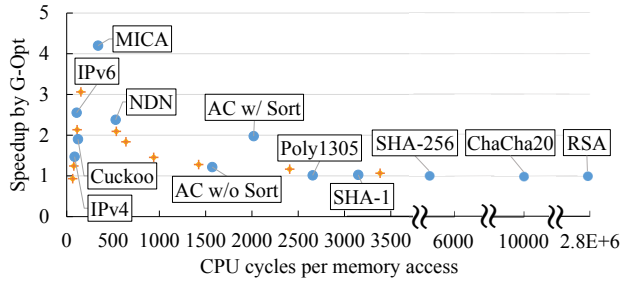 5
MICA
4
IPv6
3
NDN
AC w/ Sort
2
Poly1305
SHA-256
ChaCha20
RSA
1
Cuckoo
AC w/o Sort
SHA-1
IPv4
0
0 500 1000 1500 2000 2500 3000 3500 6000 10000 2.8E+6
CPU cycles per memory access
Speedup by G-Opt